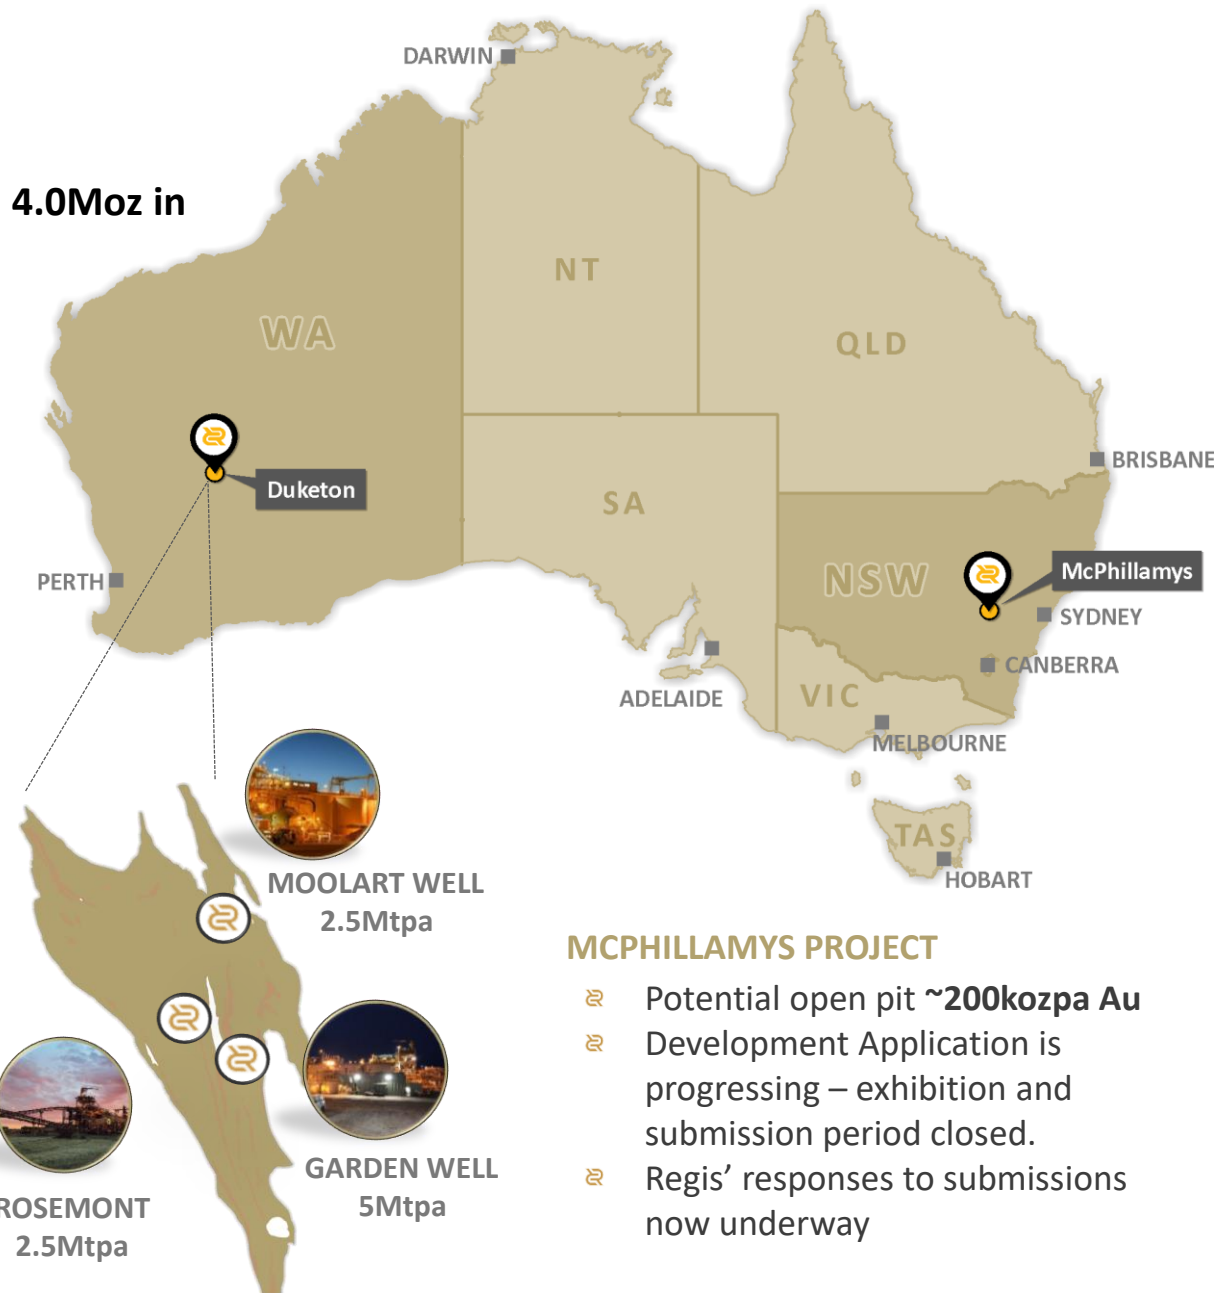 DARWIN
4.0Moz in
NT
WA
QLD
BRISBANE
Duketon
SA
NSW
McPhillamys
PERTH
SYDNEY
CANBERRA
ADELAIDE
VIC
MELBOURNE
TAS
HOBART
MOOLART WELL
2.5Mtpa
GARDEN WELL
5Mtpa
ROSEMONT
2.5Mtpa
MCPHILLAMYS PROJECT
Potential open pit ~200kozpa Au
Development Application is
progressing – exhibition and
submission period closed.
Regis’ responses to submissions
now underway